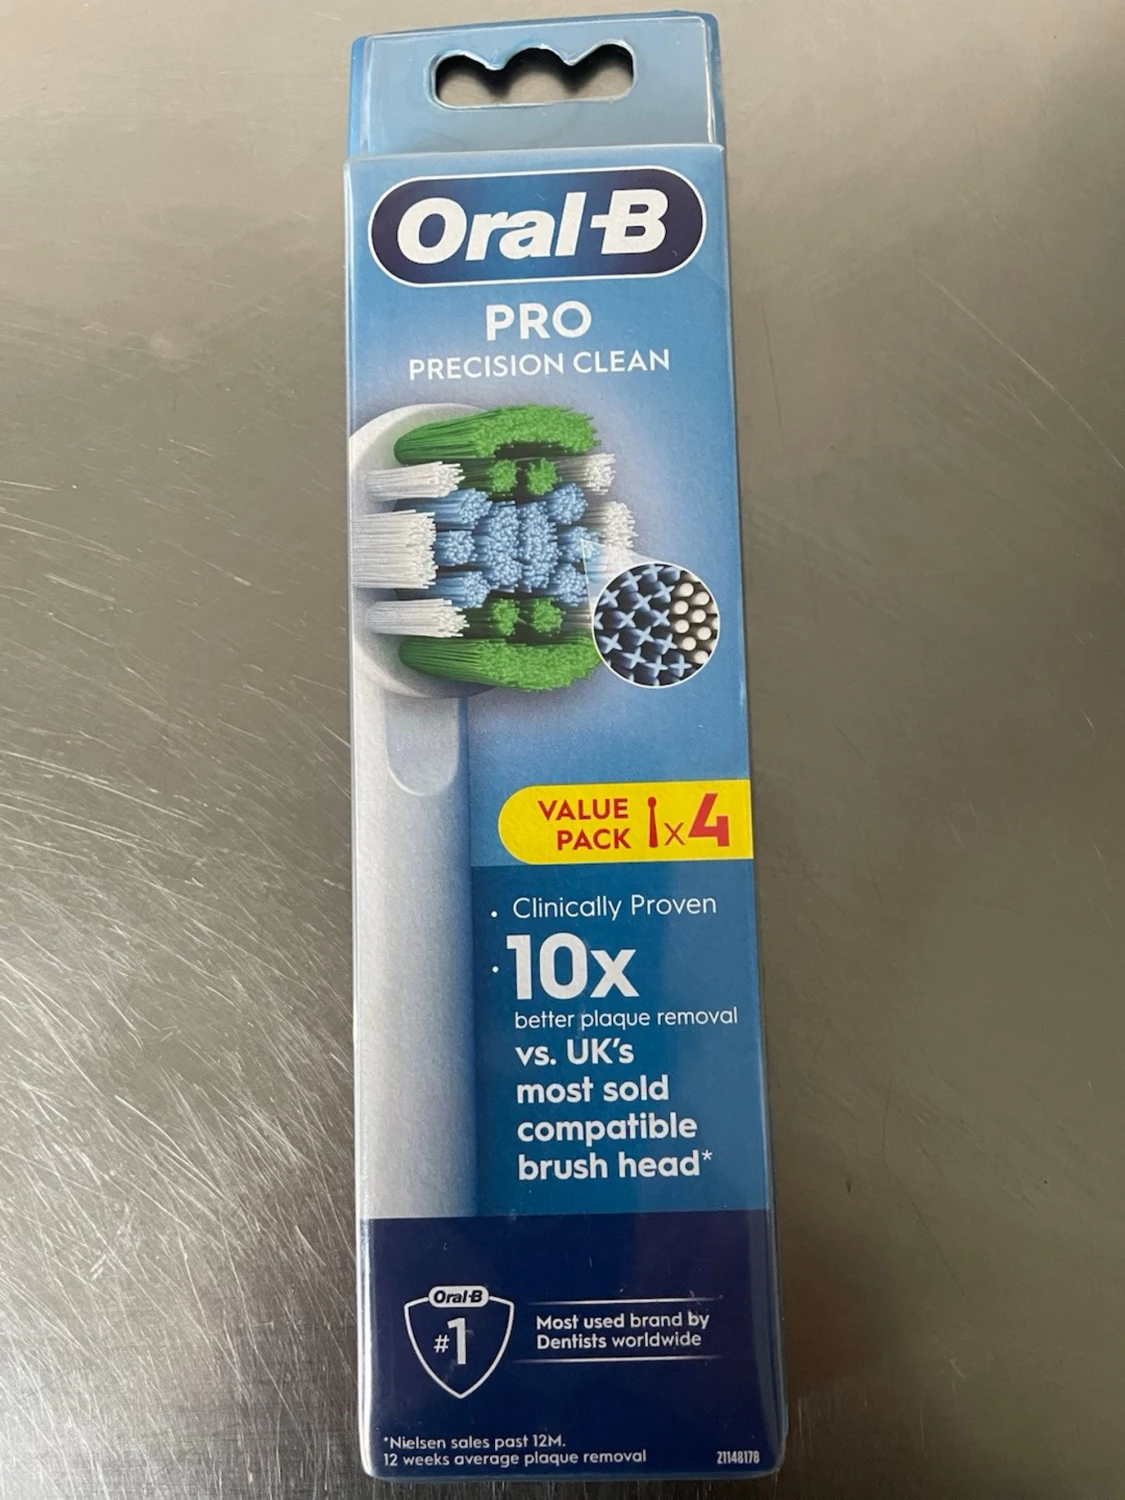 Oral-B
PRO
PRECISION CLEAN
VALUE
PACK x4
• Clinically Proven
• 10x
better plaque removal
vs. UK's
most sold
compatible
brush head*
Oral-B
#1
Most used brand by
Dentists worldwide
*Nielsen sales past 12M.
12 weeks average plaque removal
21148178